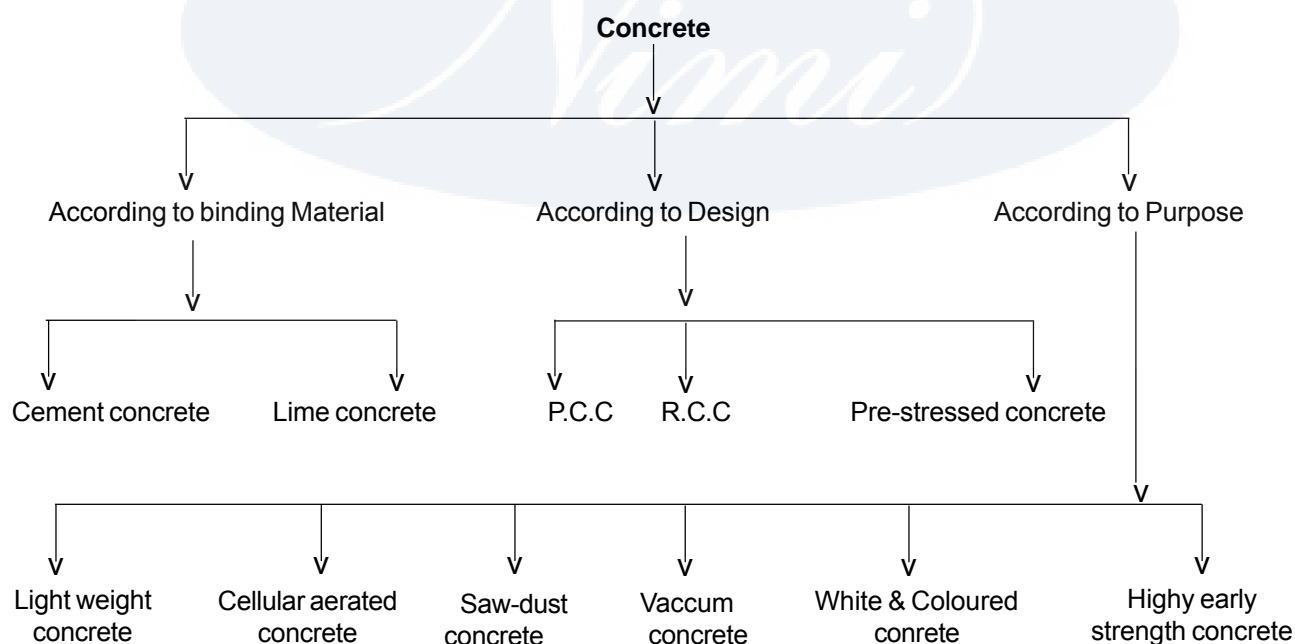 Nimi
Concrete
According to binding Material
According to Design
According to Purpose
Cement concrete
Lime concrete
P.C.C
R.C.C
Pre-stressed concrete
Light weight
concrete
Cellular aerated
concrete
Saw-dust
concrete
Vaccum
concrete
White & Coloured
conrete
Highy early
strength concrete